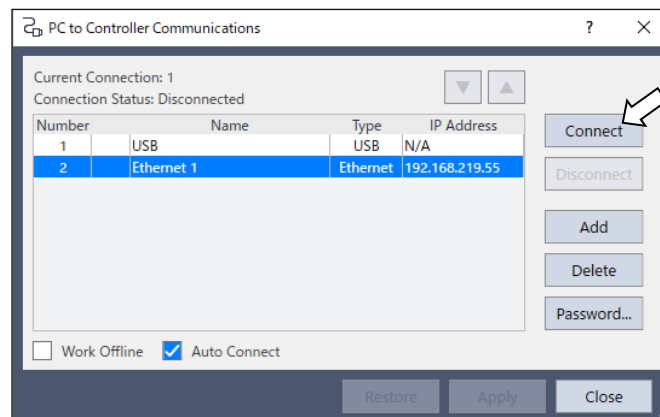 PC to Controller Communications
Current Connection: 1
Connection Status: Disconnected
Number Name Type IP Address
1 USB USB N/A
2 Ethernet 1 Ethernet 192.168.219.55
Connect
Disconnect
Add
Delete
Password...
Work Offline Auto Connect
Restore Apply Close